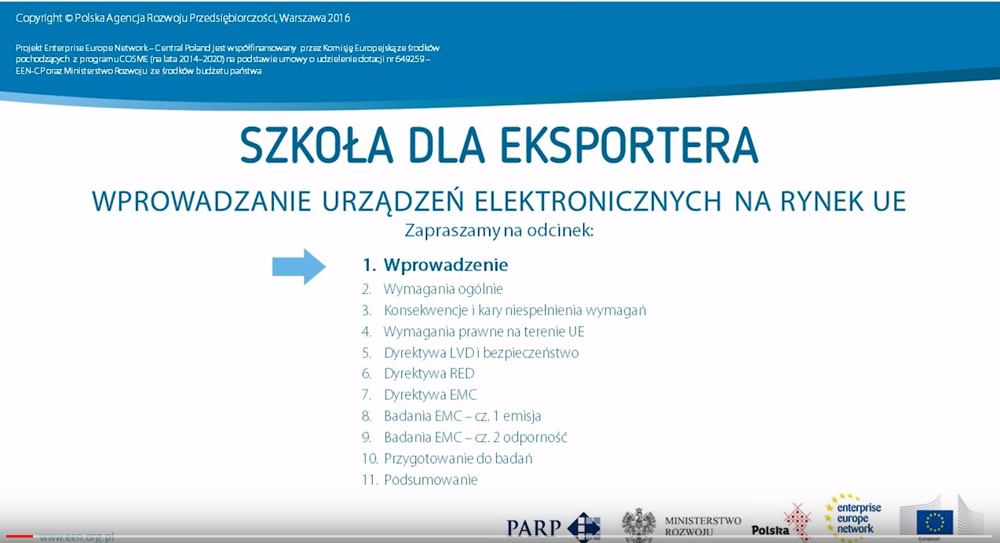 Copyright © Polska Agencja Rozwoju Przedsiębiorczości, Warszawa 2016
Projekt Enterprise Europe Network – Central Poland jest współfinansowany przez Komisję Europejską ze środków
pochodzących z programu COSME (na lata 2014–2020) na podstawie umowy o udzielenie dotacji nr 649259 –
EEN-CP oraz Ministerstwo Rozwoju ze środków budżetu państwa
SZKOŁA DLA EKSPORTERA
WPROWADZANIE URZĄDZEŃ ELEKTRONICZNYCH NA RYNEK UE
Zapraszamy na odcinek:
1. Wprowadzenie
2. Wymagania ogólnie
3. Konsekwencje i kary niespełnienia wymagań
4. Wymagania prawne na terenie UE
5. Dyrektywa LVD i bezpieczeństwo
6. Dyrektywa RED
7. Dyrektywa EMC
8. Badania EMC – cz. 1 emisja
9. Badania EMC – cz. 2 odporność
10. Przygotowanie do badań
11. Podsumowanie
www.een.org.pl
PARP
MINISTERSTWO
ROZWOJU
Polska
enterprise
europe
network
European